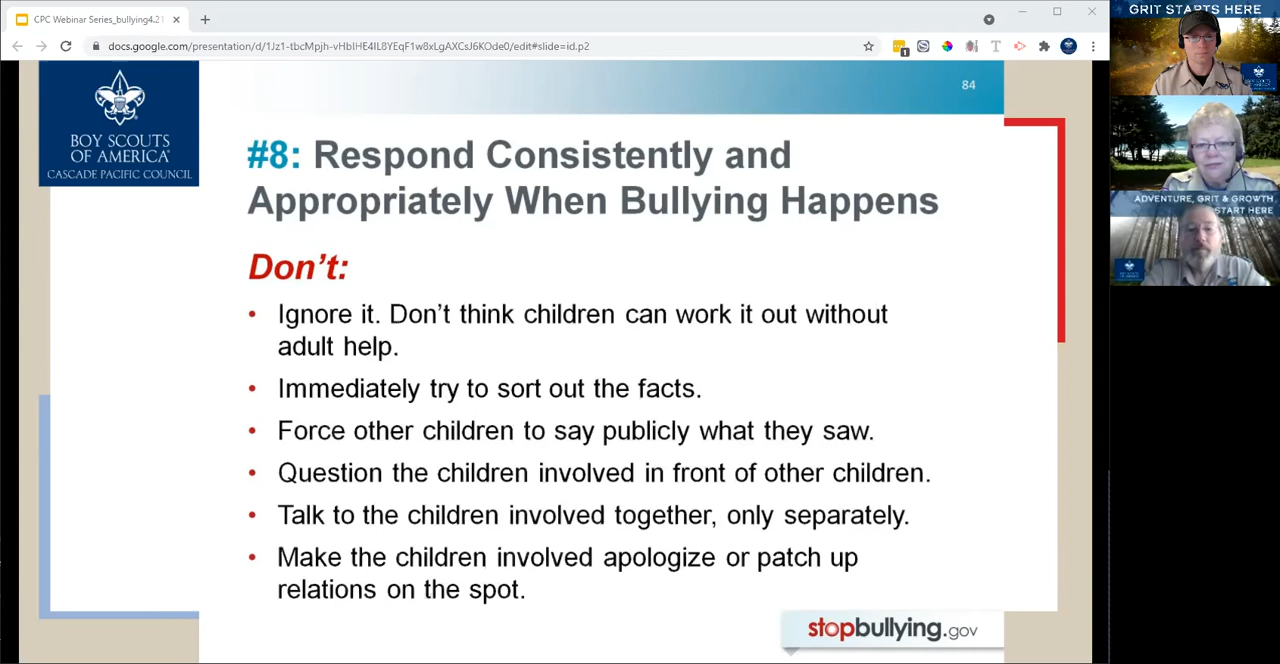 CPC Webinar Series_bullying4.21
docs.google.com/presentation/d/1Jz1-tbcMpjh-vHblHE4IL8YEqF1w8xLgAXCsJ6KOde0/edit#slide=id.p2
1
GRIT STARTS HERE
84
BOY SCOUTS
OF AMERICA®
CASCADE PACIFIC COUNCIL
#8: Respond Consistently and
Appropriately When Bullying Happens
ADVENTURE, GRIT & GROWTH
START HERE
Don't:
• Ignore it. Don't think children can work it out without
adult help.
• Immediately try to sort out the facts.
• Force other children to say publicly what they saw.
• Question the children involved in front of other children.
• Talk to the children involved together, only separately.
• Make the children involved apologize or patch up
relations on the spot.
stopbullying.gov